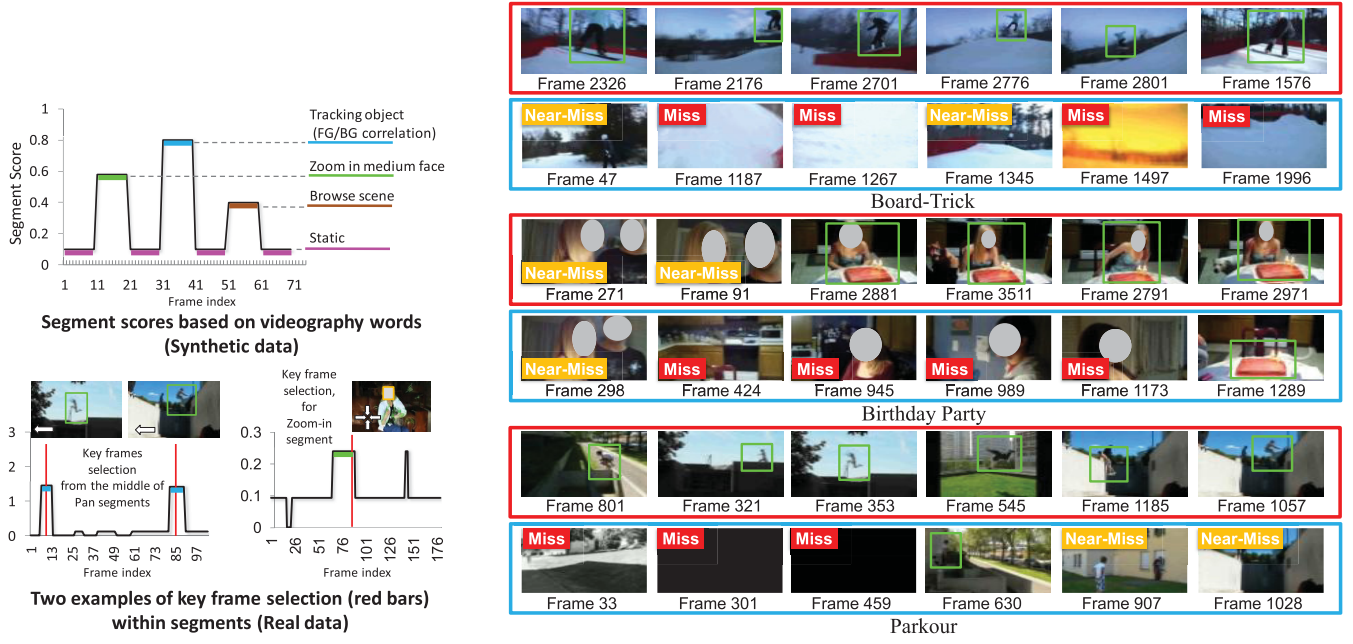 1
0.8
0.6
0.4
0.2
0
Segment Score
1 11 21 31 41 51 61 71
Frame index
Tracking object
(FG/BG correlation)
Zoom in medium face
Browse scene
Static
Segment scores based on videography words
(Synthetic data)
3
2
1
0
Key frames
selection
from the middle of
Pan segments
1 13 25 37 49 61 73 85 97
Frame index
Key frame
selection,
for
Zoom-in
segment
0.3
0.2
0.1
0
1 26 51 76 101 126 151 176
Frame index
Two examples of key frame selection (red bars)
within segments (Real data)
Frame 2326 Frame 2176 Frame 2701 Frame 2776 Frame 2801 Frame 1576
Near-Miss Miss Miss Near-Miss Miss Miss
Frame 47 Frame 1187 Frame 1267 Frame 1345 Frame 1497 Frame 1996
Board-Trick
Near-Miss Near-Miss
Frame 271 Frame 91 Frame 2881 Frame 3511 Frame 2791 Frame 2971
Near-Miss Miss Miss Miss Miss
Frame 298 Frame 424 Frame 945 Frame 989 Frame 1173 Frame 1289
Birthday Party
Frame 801 Frame 321 Frame 353 Frame 545 Frame 1185 Frame 1057
Miss Miss Miss Near-Miss Near-Miss
Frame 33 Frame 301 Frame 459 Frame 630 Frame 907 Frame 1028
Parkour